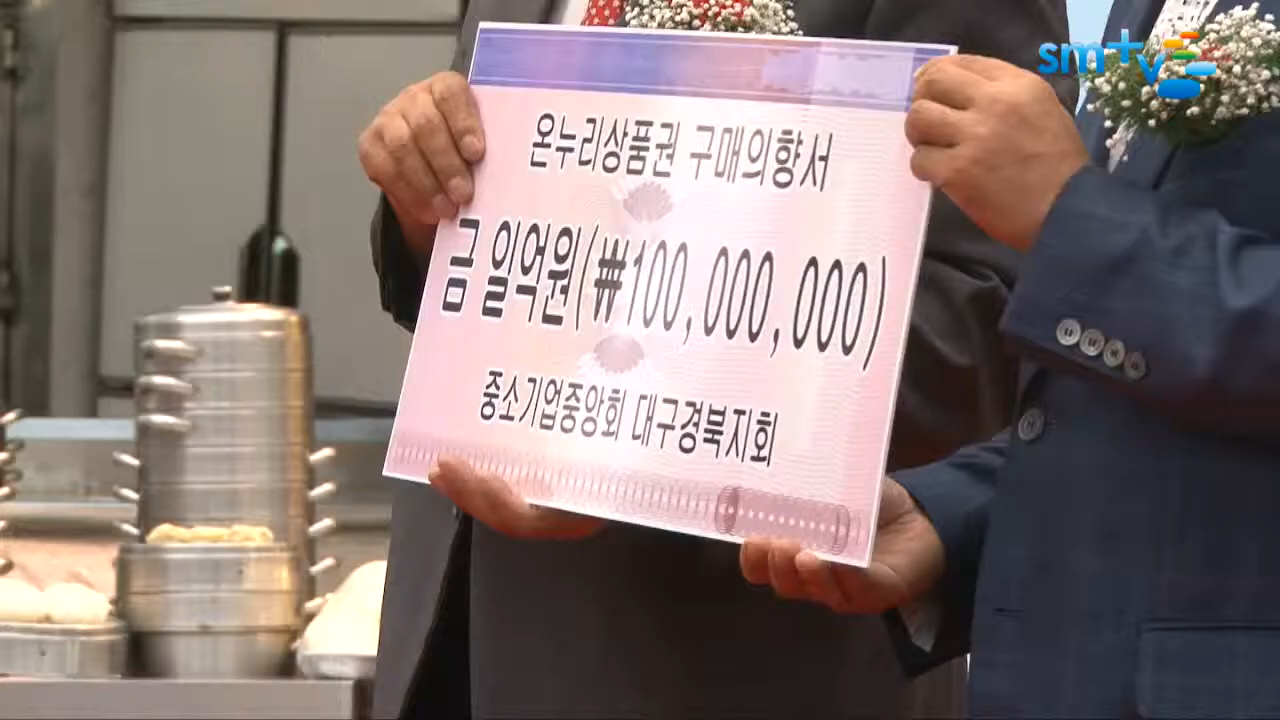 smtv
온누리상품권 구매의향서
금 일억원(₩100,000,000)
중소기업중앙회 대구경북지회